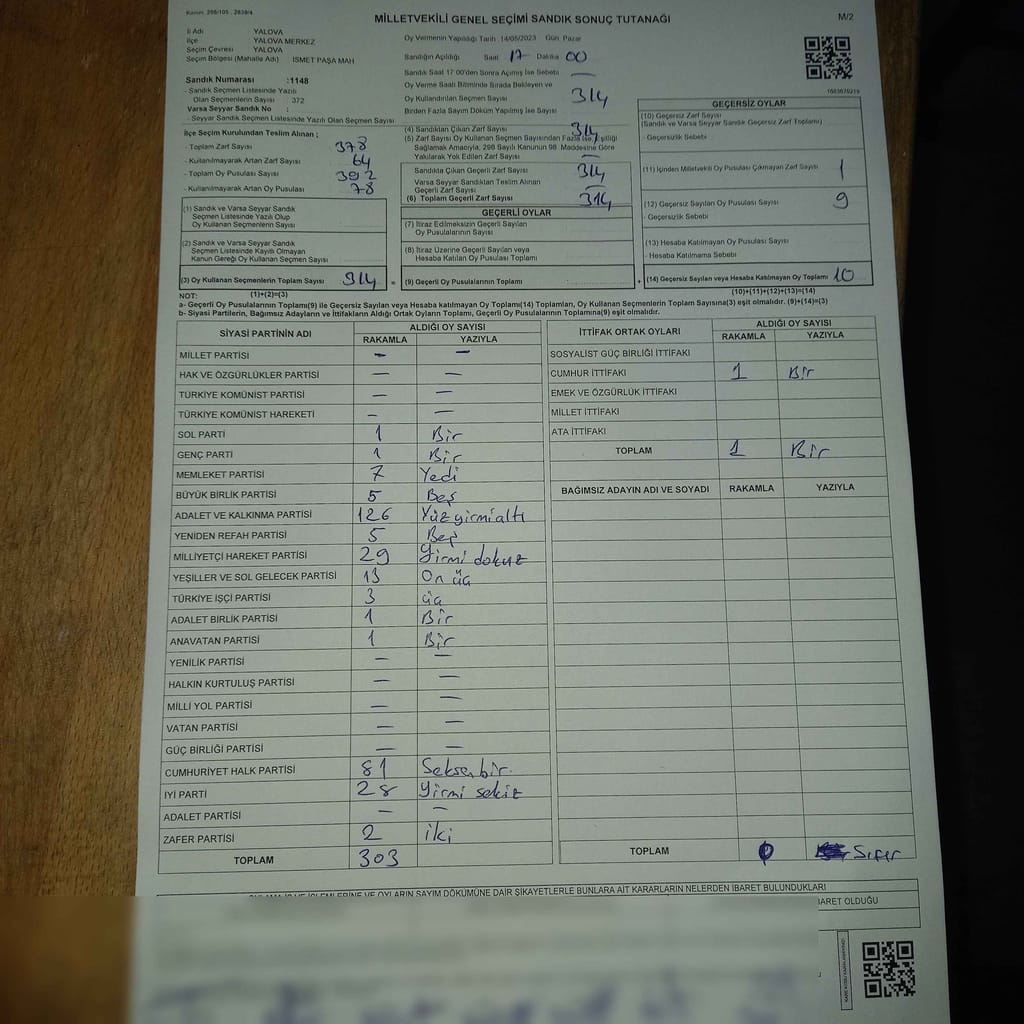 Kanun. 298/105 , 2839/4
MİLLETVEKİLİ GENEL SEÇİMİ SANDIK SONUÇ TUTANAĞI
M/2
İl Adı YALOVA
İlçe YALOVA MERKEZ
Seçim Çevresi YALOVA
Seçim Bölgesi (Mahalle Adı) İSMET PAŞA MAH
Sandık Numarası :1148
- Sandık Seçmen Listesinde Yazılı
Olan Seçmenlerin Sayısı 372
Varsa Seyyar Sandık No :
- Seyyar Sandık Seçmen Listesinde Yazılı Olan Seçmen Sayısı
İlçe Seçim Kurulundan Teslim Alınan ;
- Toplam Zarf Sayısı 378
- Kullanılmayarak Artan Zarf Sayısı 64
- Toplam Oy Pusulası Sayısı 392
- Kullanılmayarak Artan Oy Pusulası 78
(1) Sandık ve Varsa Seyyar Sandık
Seçmen Listesinde Yazılı Olup
Oy Kullanan Seçmenlerin Sayısı
(2) Sandık ve Varsa Seyyar Sandık
Seçmen Listesinde Kayıtlı Olmayan
Kanun Gereği Oy Kullanan Seçmen Sayısı
(3) Oy Kullanan Seçmenlerin Toplam Sayısı 314 =
Oy Vermenin Yapıldığı Tarih :14/05/2023 Gün Pazar
Sandığın Açıldığı Saat 17 Dakika 00
Sandık Saat 17:00'den Sonra Açılmış İse Sebebi —
Oy Verme Saati Bitiminde Sırada Bekleyen ve
Oy Kullandırılan Seçmen Sayısı 314
Birden Fazla Sayım Döküm Yapılmış İse Sayısı
(4) Sandıktan Çıkan Zarf Sayısı 314
(5) Zarf Sayısı Oy Kullanan Seçmen Sayısından Fazla İse Eşitliği
Sağlamak Amacıyla, 298 Sayılı Kanunun 98 Maddesine Göre
Yakılarak Yok Edilen Zarf Sayısı
Sandıkta Çıkan Geçerli Zarf Sayısı 314
Varsa Seyyar Sandıktan Teslim Alınan
Geçerli Zarf Sayısı —
(6) Toplam Geçerli Zarf Sayısı 314
GEÇERLİ OYLAR
(7) İtiraz Edilmeksizin Geçerli Sayılan
Oy Pusulalarının Sayısı
(8) İtiraz Üzerine Geçerli Sayılan veya
Hesaba Katılan Oy Pusulası Toplamı
(9) Geçerli Oy Pusulalarının Toplamı +
1683679219
GEÇERSİZ OYLAR
(10) Geçersiz Zarf Sayısı
(Sandık ve Varsa Seyyar Sandık Geçersiz Zarf Toplamı)
- Geçersizlik Sebebi
(11) İçinden Milletvekili Oy Pusulası Çıkmayan Zarf Sayısı 1
(12) Geçersiz Sayılan Oy Pusulası Sayısı 9
- Geçersizlik Sebebi
(13) Hesaba Katılmayan Oy Pusulası Sayısı
- Hesaba Katılmama Sebebi
(14) Geçersiz Sayılan veya Hesaba Katılmayan Oy Toplamı 10
NOT: (1)+(2)=(3) (10)+(11)+(12)+(13)=(14)
a- Geçerli Oy Pusulalarının Toplamı(9) ile Geçersiz Sayılan veya Hesaba katılmayan Oy Toplamı(14) Toplamları, Oy Kullanan Seçmenlerin Toplam Sayısına(3) eşit olmalıdır. (9)+(14)=(3)
b- Siyasi Partilerin, Bağımsız Adayların ve İttifakların Aldığı Ortak Oyların Toplamı, Geçerli Oy Pusulalarının Toplamına(9) eşit olmalıdır.
SİYASİ PARTİNİN ADI ALDIĞI OY SAYISI
RAKAMLA YAZIYLA
MİLLET PARTİSİ — —
HAK VE ÖZGÜRLÜKLER PARTİSİ — —
TÜRKİYE KOMÜNİST PARTİSİ — —
TÜRKİYE KOMÜNİST HAREKETİ — —
SOL PARTİ 1 Bir
GENÇ PARTİ 1 Bir
MEMLEKET PARTİSİ 7 Yedi
BÜYÜK BİRLİK PARTİSİ 5 Beş
ADALET VE KALKINMA PARTİSİ 126 Yüz yirmi altı
YENİDEN REFAH PARTİSİ 5 Beş
MİLLİYETÇİ HAREKET PARTİSİ 29 Yirmi dokuz
YEŞİLLER VE SOL GELECEK PARTİSİ 13 On üç
TÜRKİYE İŞÇİ PARTİSİ 3 üç
ADALET BİRLİK PARTİSİ 1 Bir
ANAVATAN PARTİSİ 1 Bir
YENİLİK PARTİSİ — —
HALKIN KURTULUŞ PARTİSİ — —
MİLLİ YOL PARTİSİ — —
VATAN PARTİSİ — —
GÜÇ BİRLİĞİ PARTİSİ — —
CUMHURİYET HALK PARTİSİ 81 Seksenbir.
İYİ PARTİ 28 Yirmi sekiz
ADALET PARTİSİ — —
ZAFER PARTİSİ 2 iki
TOPLAM 303
İTTİFAK ORTAK OYLARI ALDIĞI OY SAYISI
RAKAMLA YAZIYLA
SOSYALİST GÜÇ BİRLİĞİ İTTİFAKI
CUMHUR İTTİFAKI 1 Bir
EMEK VE ÖZGÜRLÜK İTTİFAKI
MİLLET İTTİFAKI
ATA İTTİFAKI
TOPLAM 1 Bir
BAĞIMSIZ ADAYIN ADI VE SOYADI RAKAMLA YAZIYLA
TOPLAM 0 Sıfır
İŞLEMLERİNE VE OYLARIN SAYIM DÖKÜMÜNE DAİR ŞİKAYETLERLE BUNLARA AİT KARARLARIN NELERDEN İBARET BULUNDUKLARI
İBARET OLDUĞU